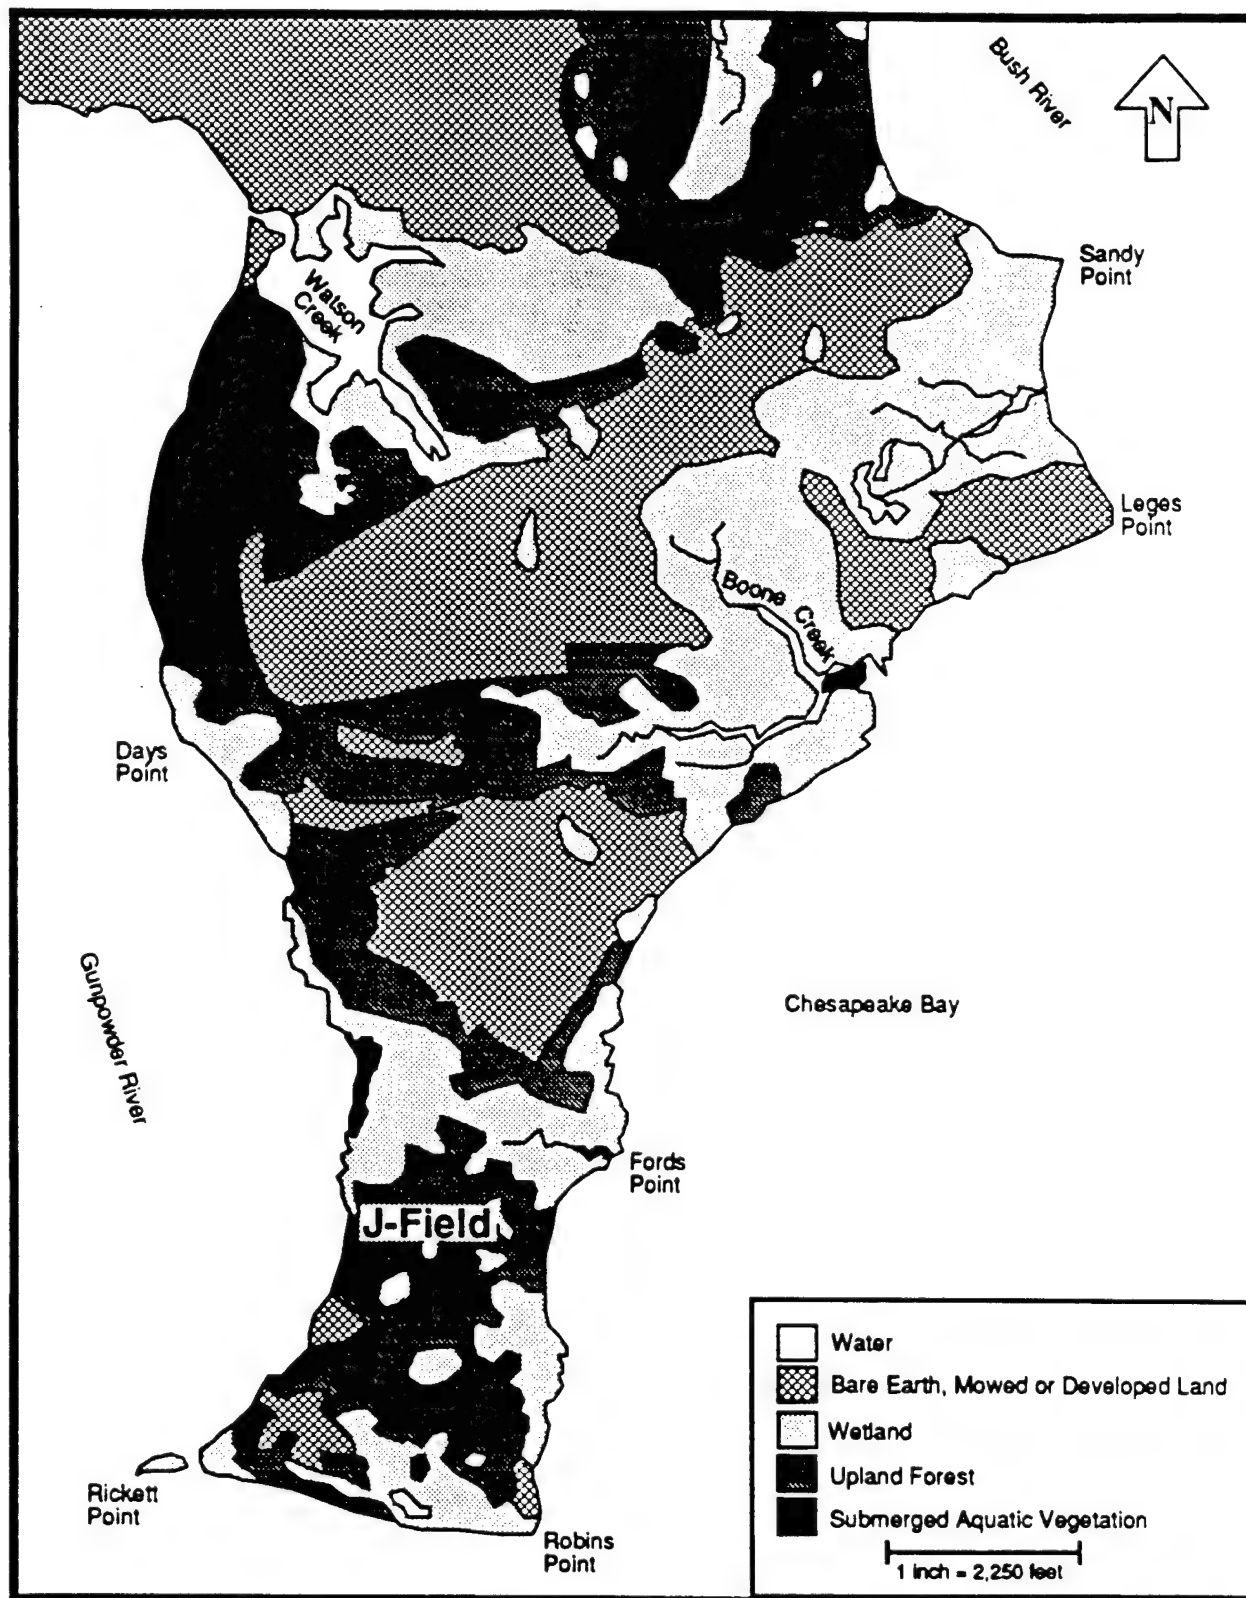 Bush River
N
Sandy
Point
Watson
Creek
Leges
Point
Boone Creek
Days
Point
Gunpowder River
Chesapeake Bay
Fords
Point
J-Field
Rickett
Point
Robins
Point
Water
Bare Earth, Mowed or Developed Land
Wetland
Upland Forest
Submerged Aquatic Vegetation
1 inch = 2,250 feet